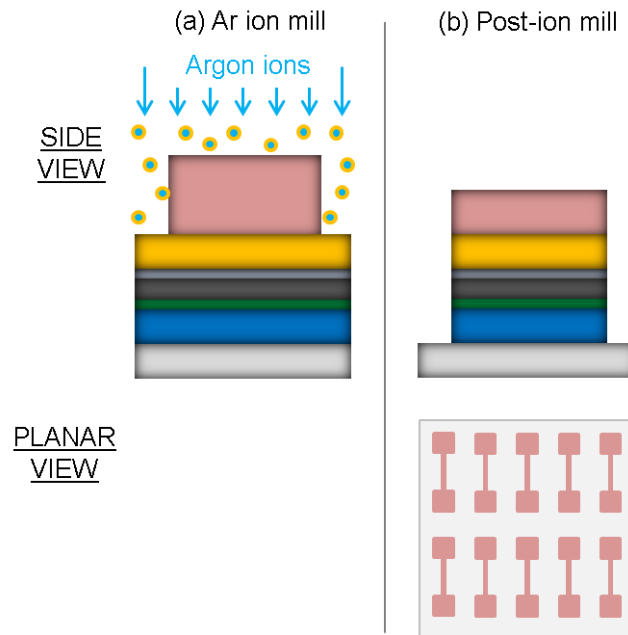 (a) Ar ion mill
(b) Post-ion mill
Argon ions
SIDE
VIEW
PLANAR
VIEW